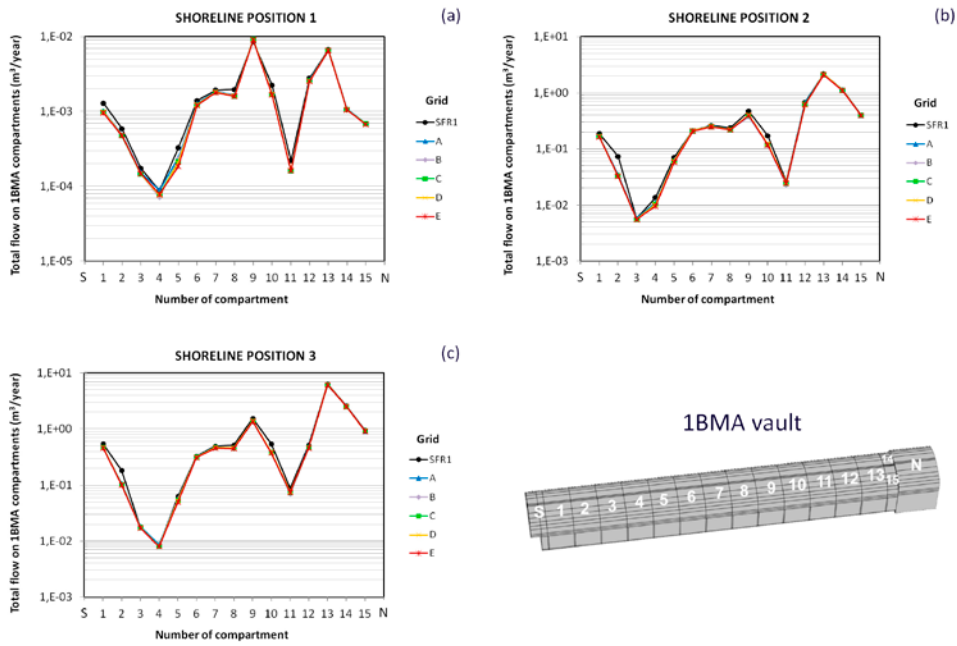 SHORELINE POSITION 1
(a)
Total flow on 1BMA compartments (m³/year)
1,E-02
1,E-03
1,E-04
1,E-05
S 1 2 3 4 5 6 7 8 9 10 11 12 13 14 15 N
Number of compartment
Grid
SFR1
A
B
C
D
E
SHORELINE POSITION 2
(b)
Total flow on 1BMA compartments (m³/year)
1,E+01
1,E+00
1,E-01
1,E-02
1,E-03
S 1 2 3 4 5 6 7 8 9 10 11 12 13 14 15 N
Number of compartment
Grid
SFR1
A
B
C
D
E
SHORELINE POSITION 3
(c)
Total flow on 1BMA compartments (m³/year)
1,E+01
1,E+00
1,E-01
1,E-02
1,E-03
S 1 2 3 4 5 6 7 8 9 10 11 12 13 14 15 N
Number of compartment
Grid
SFR1
A
B
C
D
E
1BMA vault
S 1 2 3 4 5 6 7 8 9 10 11 12 13 14 15 N